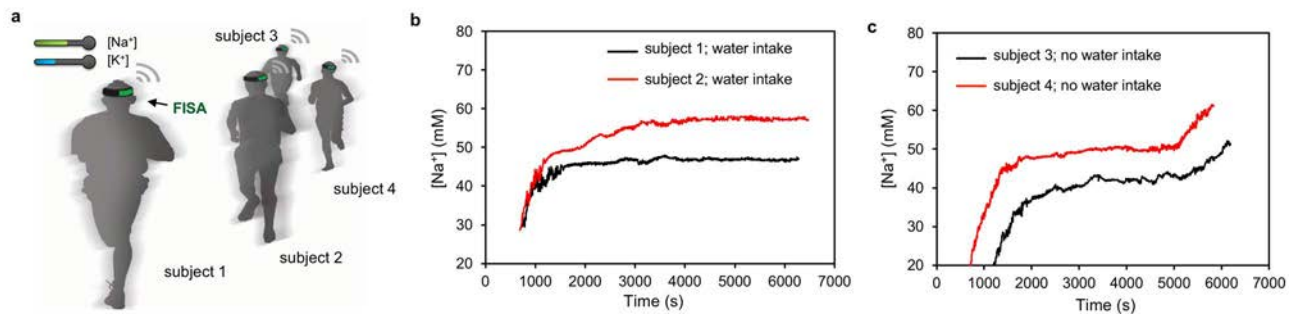 a
[Na⁺]
[K⁺]
FISA
subject 3
subject 4
subject 2
subject 1
b
subject 1; water intake
subject 2; water intake
[Na⁺] (mM)
80
70
60
50
40
30
20
0 1000 2000 3000 4000 5000 6000 7000
Time (s)
c
subject 3; no water intake
subject 4; no water intake
[Na⁺] (mM)
80
70
60
50
40
30
20
0 1000 2000 3000 4000 5000 6000 7000
Time (s)